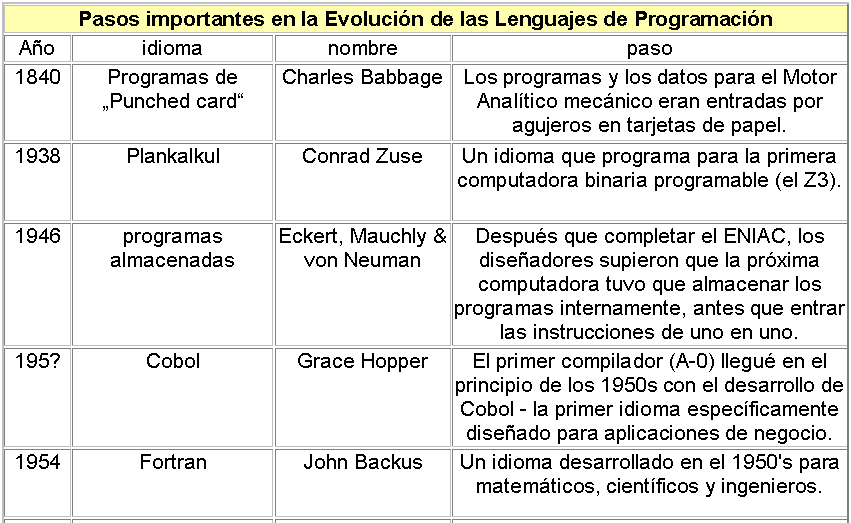 Pasos importantes en la Evolución de las Lenguajes de Programación
Año idioma nombre paso
1840 Programas de „Punched card“ Charles Babbage Los programas y los datos para el Motor
Analítico mecánico eran entradas por
agujeros en tarjetas de papel.
1938 Plankalkul Conrad Zuse Un idioma que programa para la primera
computadora binaria programable (el Z3).
1946 programas almacenadas Eckert, Mauchly & von Neuman Después que completar el ENIAC, los
diseñadores supieron que la próxima
computadora tuvo que almacenar los
programas internamente, antes que entrar
las instrucciones de uno en uno.
195? Cobol Grace Hopper El primer compilador (A-0) llegué en el
principio de los 1950s con el desarrollo de
Cobol - la primer idioma específicamente
diseñado para aplicaciones de negocio.
1954 Fortran John Backus Un idioma desarrollado en el 1950's para
matemáticos, científicos y ingenieros.